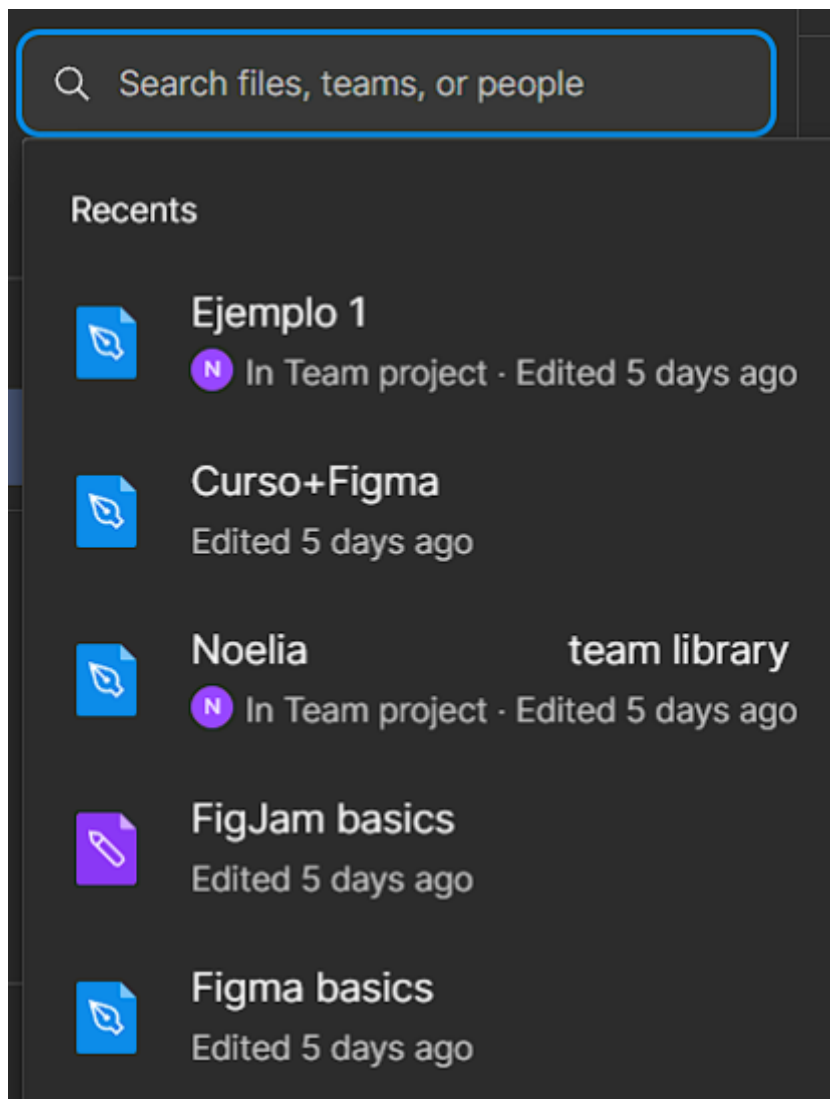 Search files, teams, or people
Recents
Ejemplo 1
N In Team project · Edited 5 days ago
Curso+Figma
Edited 5 days ago
Noelia team library
N In Team project · Edited 5 days ago
FigJam basics
Edited 5 days ago
Figma basics
Edited 5 days ago